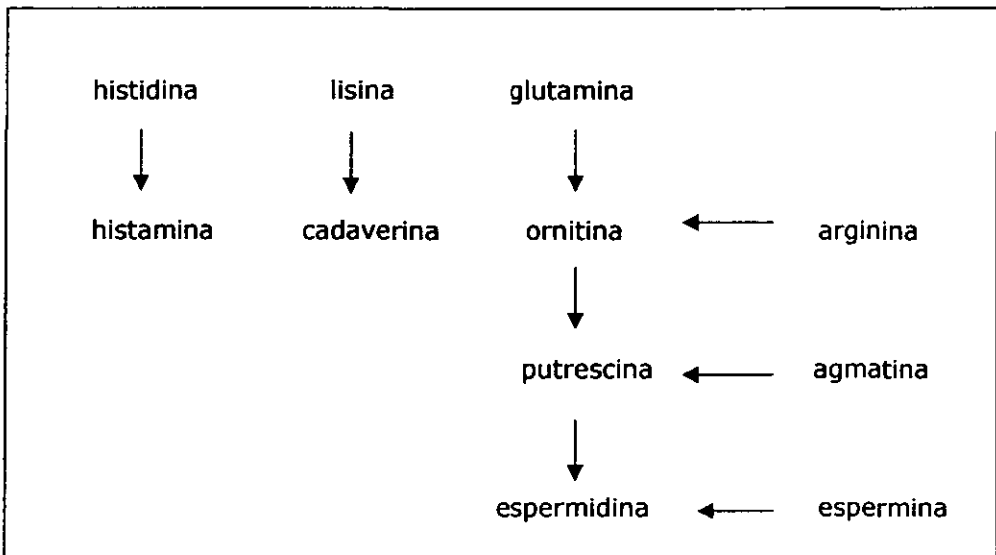 histidina lisina glutamina
histamina cadaverina ornitina arginina
putrescina agmatina
espermidina espermina